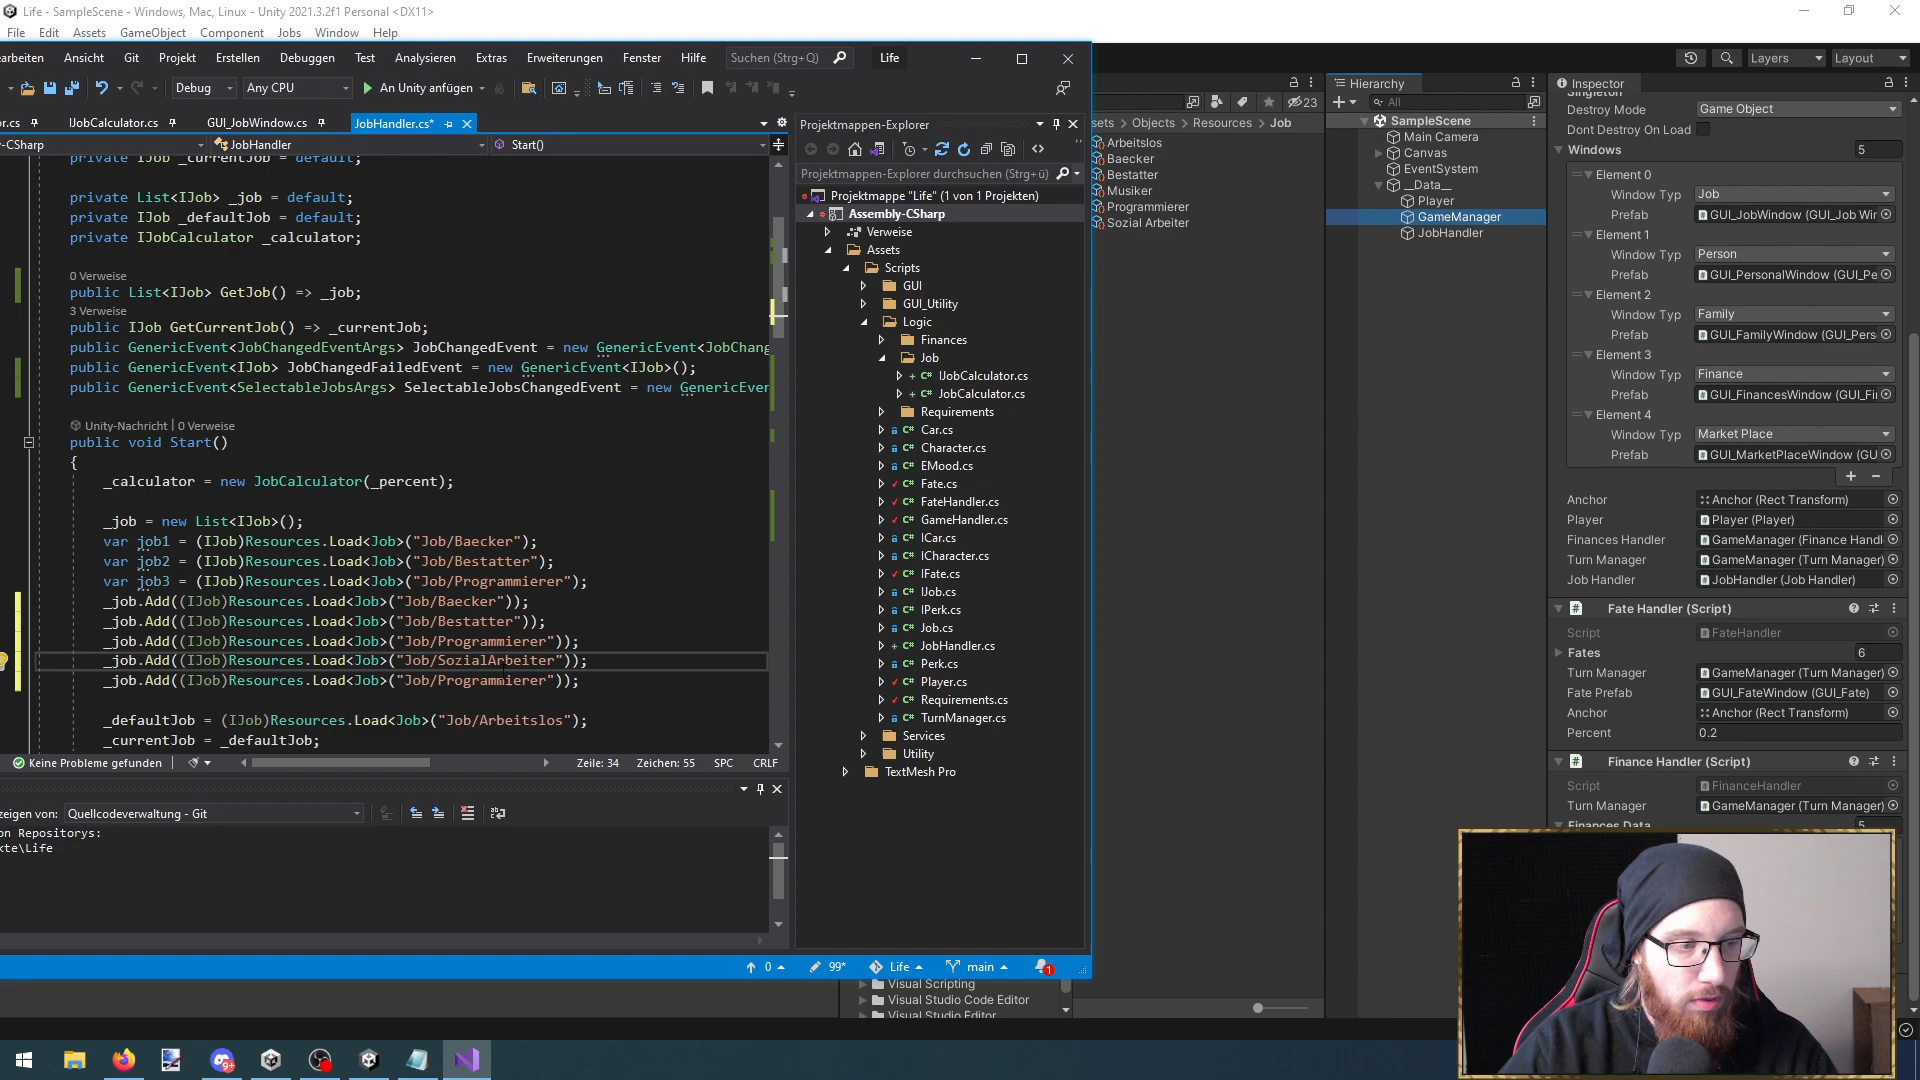 Life - SampleScene - Windows, Mac, Linux - Unity 2021.3.2f1 Personal <DX11>
File Edit Assets GameObject Component Jobs Window Help
earbeiten Ansicht Git Projekt Erstellen Debuggen Test Analysieren Extras Erweiterungen Fenster Hilfe Suchen (Strg+Q) Life
Debug Any CPU An Unity anfügen
r.cs IJobCalculator.cs GUI_JobWindow.cs JobHandler.cs*
-CSharp JobHandler Start()
private IJob _currentJob = default;
private List<IJob> _job = default;
private IJob _defaultJob = default;
private IJobCalculator _calculator;
0 Verweise
public List<IJob> GetJob() => _job;
3 Verweise
public IJob GetCurrentJob() => _currentJob;
public GenericEvent<JobChangedEventArgs> JobChangedEvent = new GenericEvent<JobChang
public GenericEvent<IJob> JobChangedFailedEvent = new GenericEvent<IJob>();
public GenericEvent<SelectableJobsArgs> SelectableJobsChangedEvent = new GenericEven
Unity-Nachricht | 0 Verweise
public void Start()
{
_calculator = new JobCalculator(_percent);
_job = new List<IJob>();
var job1 = (IJob)Resources.Load<Job>("Job/Baecker");
var job2 = (IJob)Resources.Load<Job>("Job/Bestatter");
var job3 = (IJob)Resources.Load<Job>("Job/Programmierer");
_job.Add((IJob)Resources.Load<Job>("Job/Baecker"));
_job.Add((IJob)Resources.Load<Job>("Job/Bestatter"));
_job.Add((IJob)Resources.Load<Job>("Job/Programmierer"));
_job.Add((IJob)Resources.Load<Job>("Job/SozialArbeiter"));
_job.Add((IJob)Resources.Load<Job>("Job/Programmierer"));
_defaultJob = (IJob)Resources.Load<Job>("Job/Arbeitslos");
_currentJob = _defaultJob;
Keine Probleme gefunden Zeile: 34 Zeichen: 55 SPC CRLF
zeigen von: Quellcodeverwaltung - Git
on Repositorys:
kte\Life
0 99* Life main 1
Projektmappen-Explorer
Projektmappen-Explorer durchsuchen (Strg+ü)
Projektmappe "Life" (1 von 1 Projekten)
Assembly-CSharp
Verweise
Assets
Scripts
GUI
GUI_Utility
Logic
Finances
Job
IJobCalculator.cs
JobCalculator.cs
Requirements
Car.cs
Character.cs
EMood.cs
Fate.cs
FateHandler.cs
GameHandler.cs
ICar.cs
ICharacter.cs
IFate.cs
IJob.cs
IPerk.cs
Job.cs
JobHandler.cs
Perk.cs
Player.cs
Requirements.cs
TurnManager.cs
Services
Utility
TextMesh Pro
Visual Scripting
Visual Studio Code Editor
Visual Studio Editor
23
sets > Objects > Resources > Job
Arbeitslos
Baecker
Bestatter
Musiker
Programmierer
Sozial Arbeiter
Hierarchy
All
SampleScene
Main Camera
Canvas
EventSystem
__Data__
Player
GameManager
JobHandler
Layers Layout
Inspector
Singleton
Destroy Mode Game Object
Dont Destroy On Load
Windows 5
Element 0
Window Typ Job
Prefab GUI_JobWindow (GUI_Job Wir
Element 1
Window Typ Person
Prefab GUI_PersonalWindow (GUI_Pe
Element 2
Window Typ Family
Prefab GUI_FamilyWindow (GUI_Pers
Element 3
Window Typ Finance
Prefab GUI_FinancesWindow (GUI_Fi
Element 4
Window Typ Market Place
Prefab GUI_MarketPlaceWindow (GU
Anchor Anchor (Rect Transform)
Player Player (Player)
Finances Handler GameManager (Finance Handl
Turn Manager GameManager (Turn Manager)
Job Handler JobHandler (Job Handler)
Fate Handler (Script)
Script FateHandler
Fates 6
Turn Manager GameManager (Turn Manager)
Fate Prefab GUI_FateWindow (GUI_Fate)
Anchor Anchor (Rect Transform)
Percent 0.2
Finance Handler (Script)
Script FinanceHandler
Turn Manager GameManager (Turn Manager)
Finances Data 5
9+